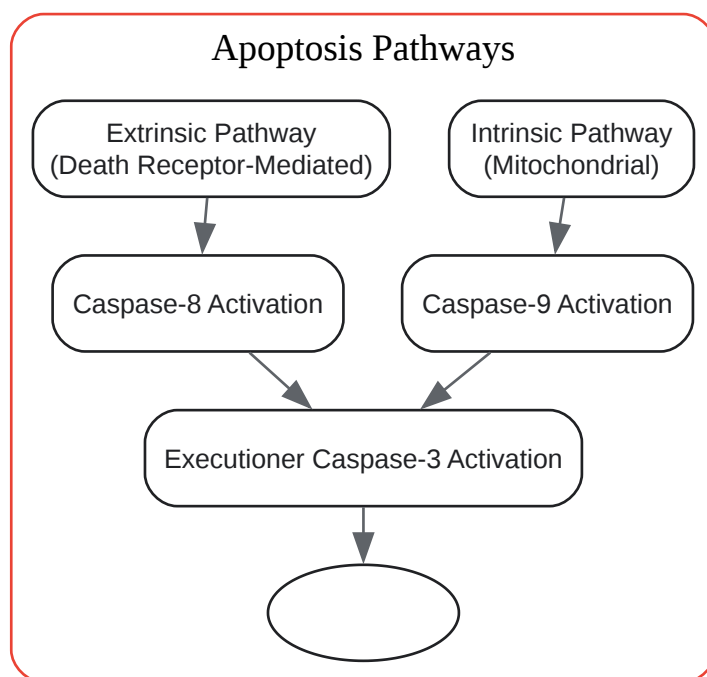 Apoptosis Pathways
Extrinsic Pathway
(Death Receptor-Mediated)
Intrinsic Pathway
(Mitochondrial)
Caspase-8 Activation
Caspase-9 Activation
Executioner Caspase-3 Activation